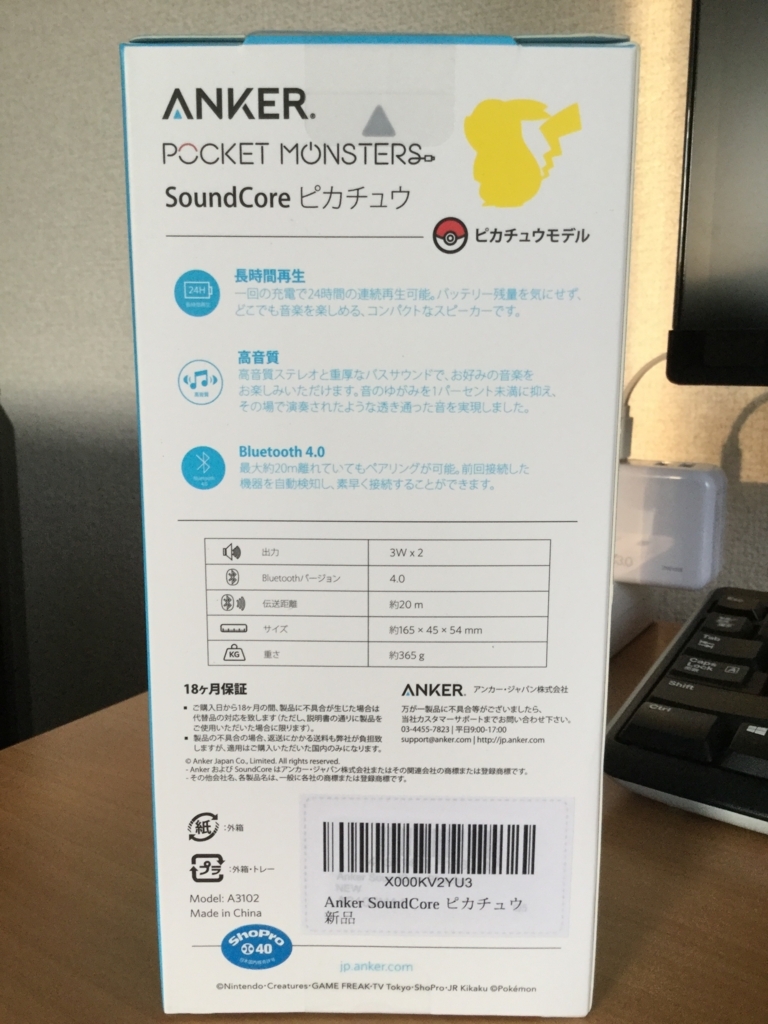 ANKER
POCKET MONSTERS
SoundCore ピカチュウ
ピカチュウモデル
24H
長時間再生
一回の充電で24時間の連続再生可能。バッテリー残量を気にせず、
どこでも音楽を楽しめる、コンパクトなスピーカーです。
高音質
高音質ステレオと重厚なバスサウンドで、お好みの音楽を
お楽しみいただけます。音のゆがみを1パーセント未満に抑え、
その場で演奏されたような透き通った音を実現しました。
高音質
Bluetooth 4.0
最大約20m離れていてもペアリングが可能。前回接続した
機器を自動検知し、素早く接続することができます。
Bluetooth
4.0
出力 3W x 2
Bluetoothバージョン 4.0
伝送距離 約20 m
サイズ 約165 × 45 × 54 mm
KG 重さ 約365 g
18ヶ月保証
• ご購入日から18ヶ月の間、製品に不具合が生じた場合は
代替品の対応を致します(ただし、説明書の通りに製品を
ご使用いただいた場合に限ります)。
• 製品の不具合の場合、返送にかかる送料も弊社が負担致
しますが、適用はご購入いただいた国内のみになります。
ANKER アンカー・ジャパン株式会社
万が一製品に不具合等がございましたら、
当社カスタマーサポートまでお問い合わせ下さい。
03-4455-7823 | 平日9:00-17:00
support@anker.com | http://jp.anker.com
© Anker Japan Co., Limited. All rights reserved.
- Anker および SoundCore はアンカー・ジャパン株式会社またはその関連会社の商標または登録商標です。
- その他会社名、各製品名は、一般に各社の商標または登録商標です。
紙 :外箱
プラ :外箱・トレー
Model: A3102
Made in China
X000KV2YU3
Anker SoundCore ピカチュウ
新品
ShoPro
40
jp.anker.com
©Nintendo・Creatures・GAME FREAK・TV Tokyo・ShoPro・JR Kikaku ©Pokémon
Tab
Caps
Lock
A
Shift
Ctrl